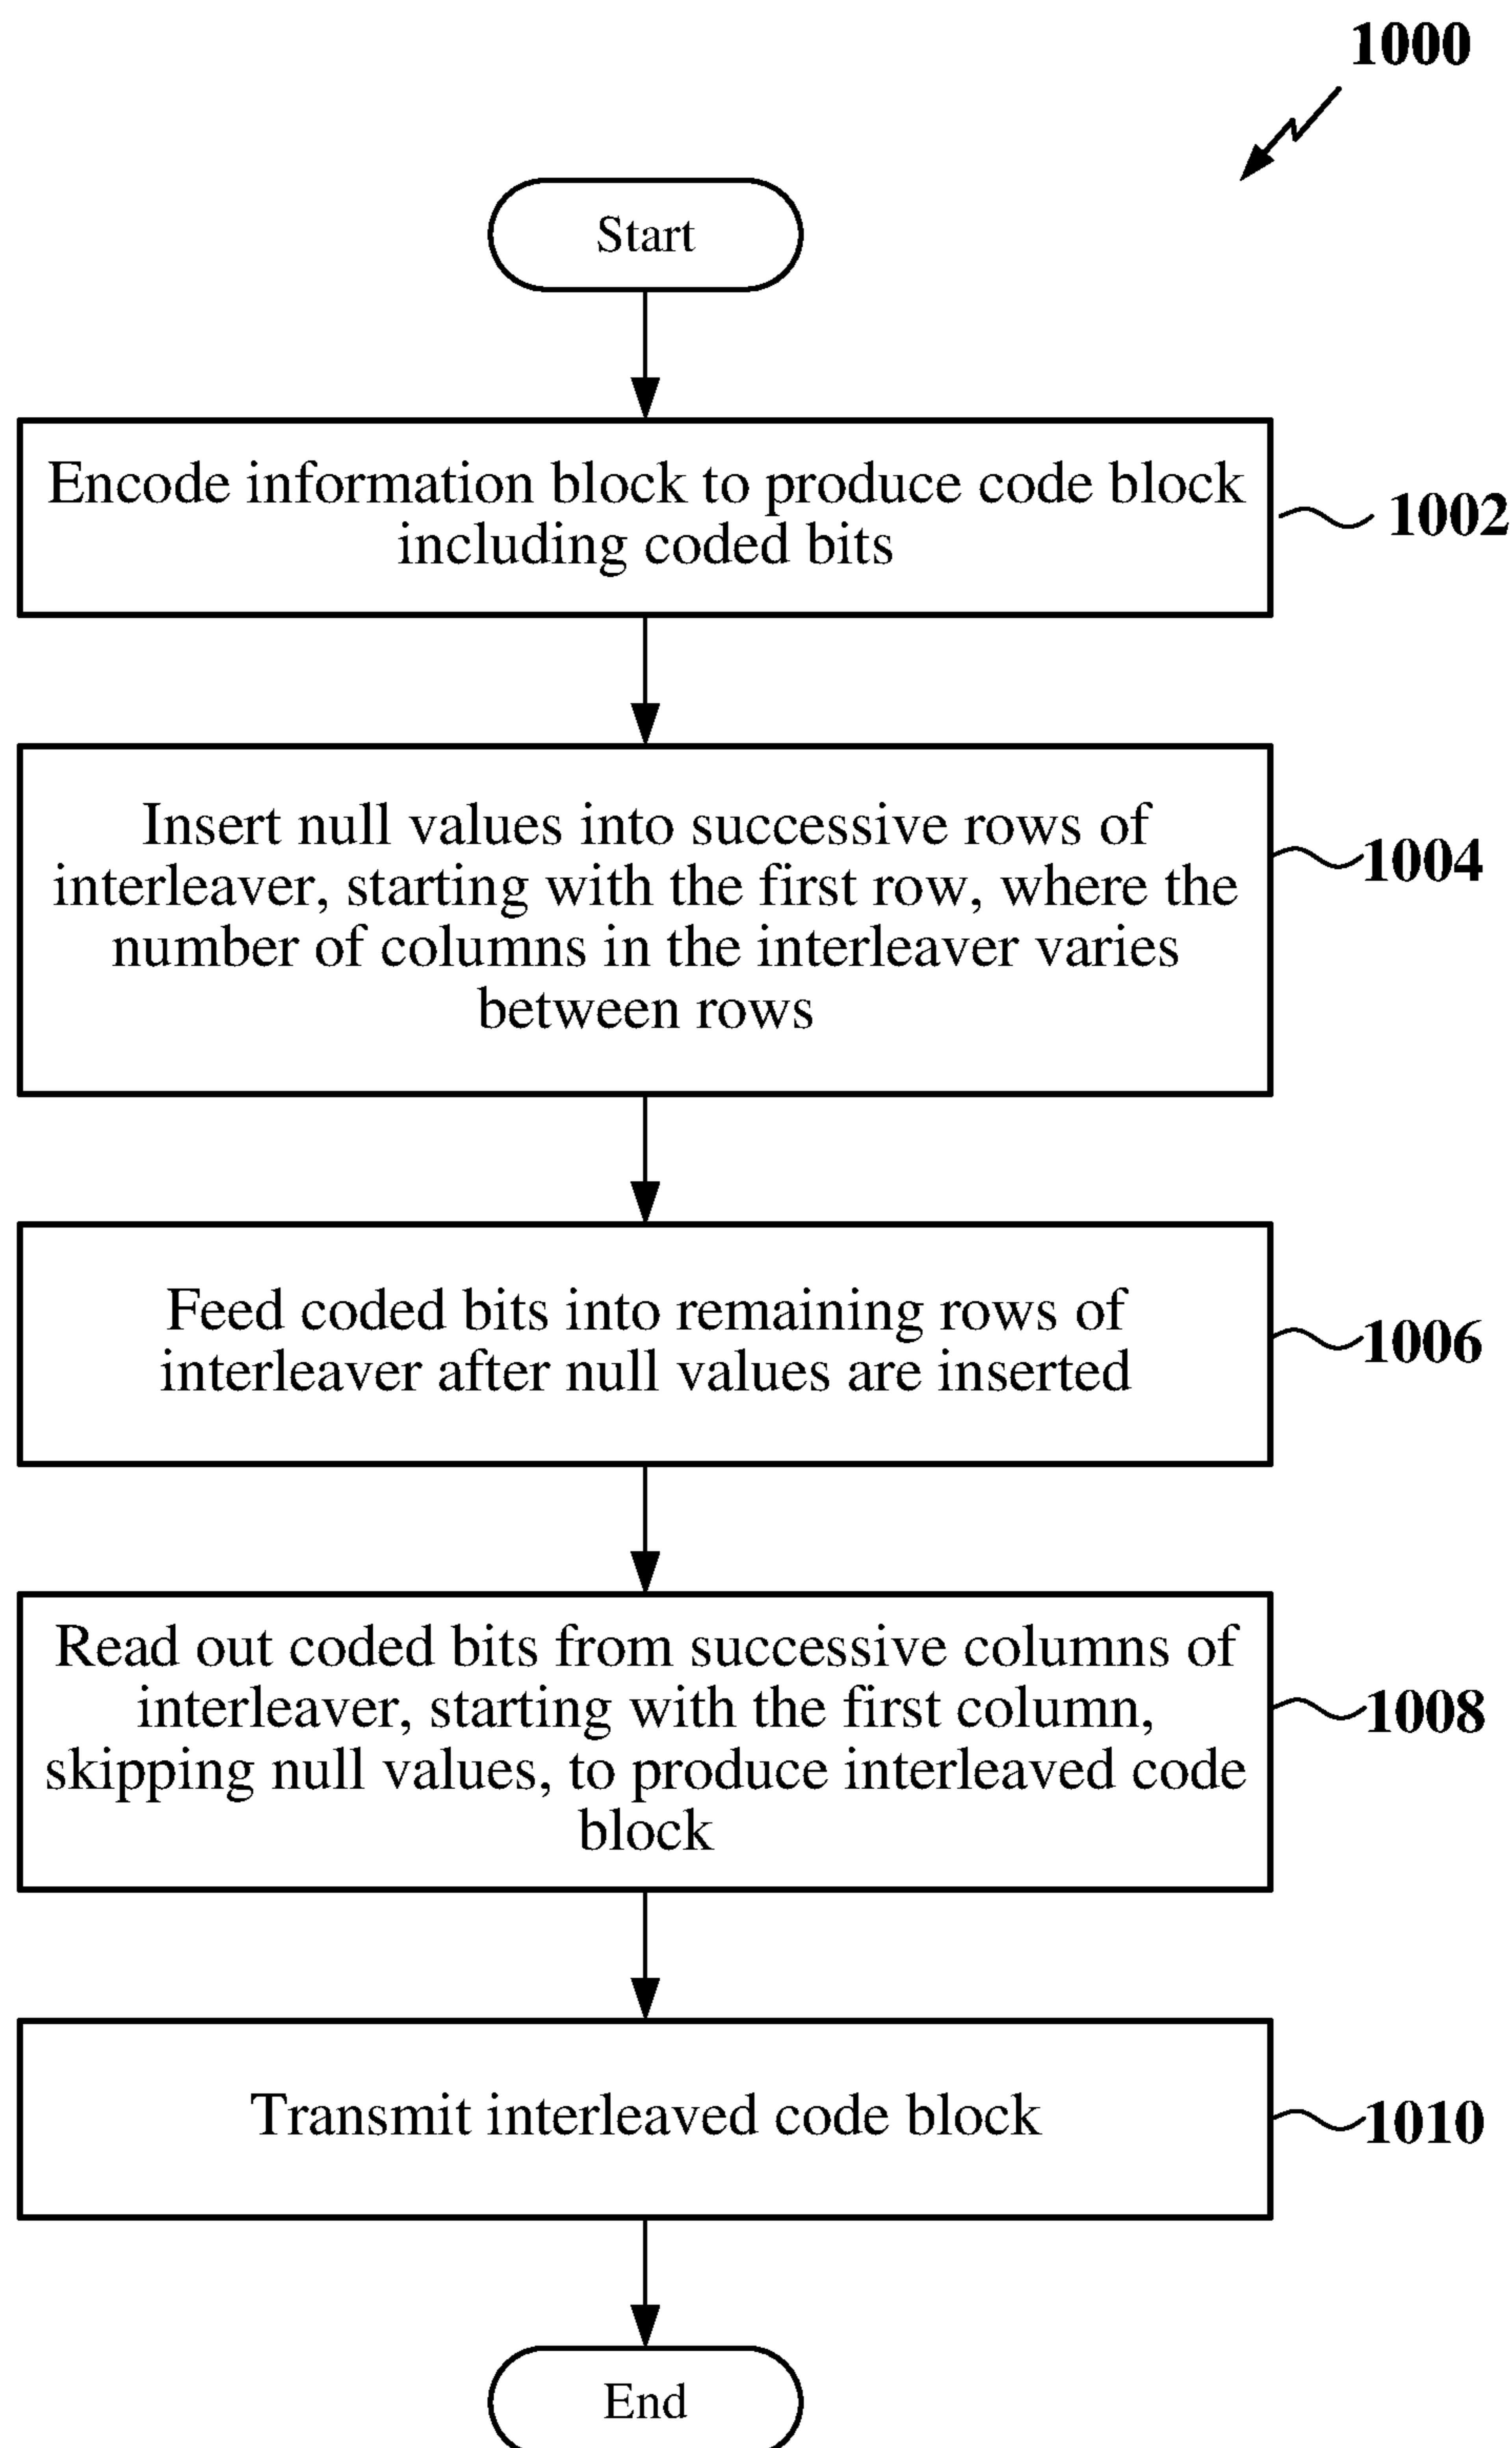 1000
Start
Encode information block to produce code block
including coded bits
1002
Insert null values into successive rows of
interleaver, starting with the first row, where the
number of columns in the interleaver varies
between rows
1004
Feed coded bits into remaining rows of
interleaver after null values are inserted
1006
Read out coded bits from successive columns of
interleaver, starting with the first column,
skipping null values, to produce interleaved code
block
1008
Transmit interleaved code block
1010
End